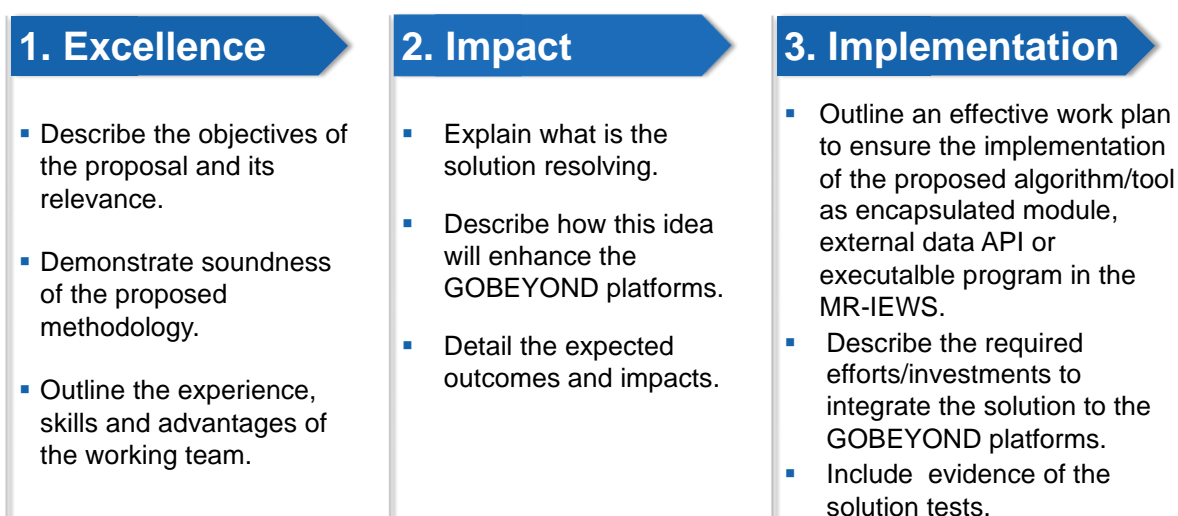 1. Excellence
▪ Describe the objectives of
the proposal and its
relevance.
▪ Demonstrate soundness
of the proposed
methodology.
▪ Outline the experience,
skills and advantages of
the working team.
2. Impact
▪ Explain what is the
solution resolving.
▪ Describe how this idea
will enhance the
GOBEYOND platforms.
▪ Detail the expected
outcomes and impacts.
3. Implementation
▪ Outline an effective work plan
to ensure the implementation
of the proposed algorithm/tool
as encapsulated module,
external data API or
executalble program in the
MR-IEWS.
▪ Describe the required
efforts/investments to
integrate the solution to the
GOBEYOND platforms.
▪ Include evidence of the
solution tests.